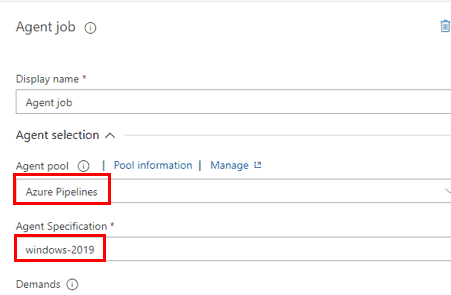 Agent job
Display name *
Agent job
Agent selection
Agent pool | Pool information | Manage
Azure Pipelines
Agent Specification *
windows-2019
Demands